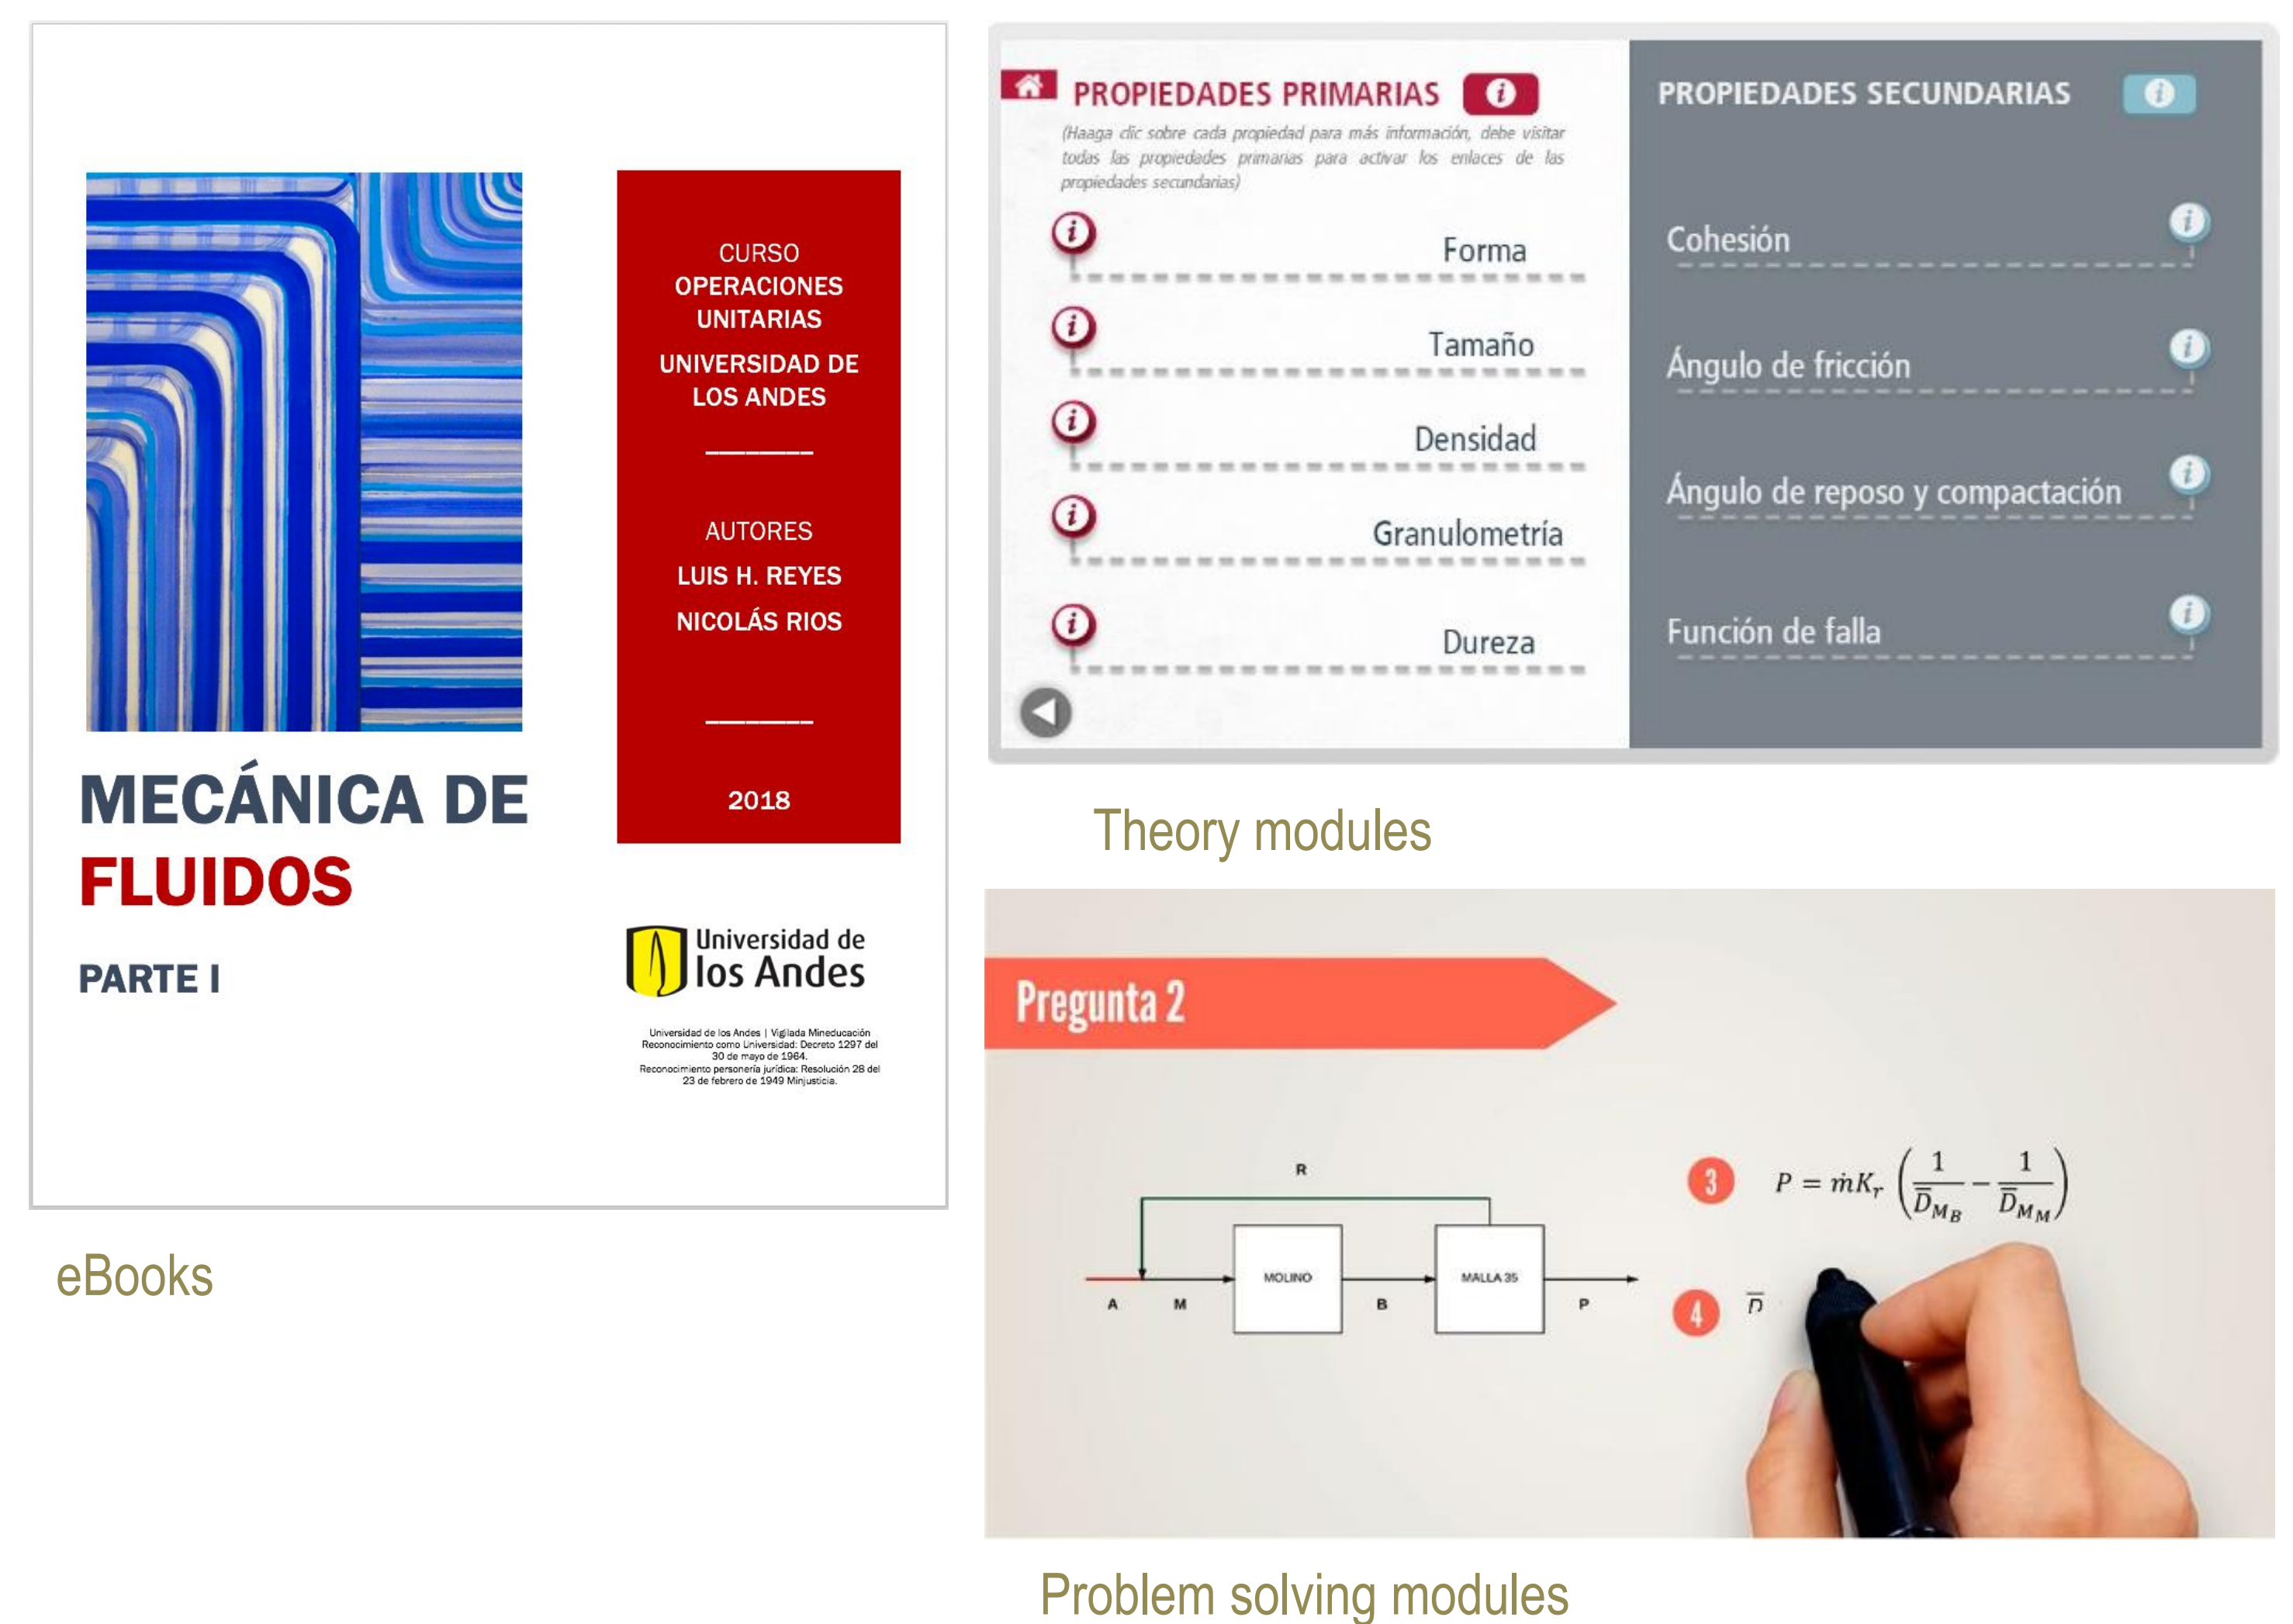 CURSO
OPERACIONES
UNITARIAS
UNIVERSIDAD DE
LOS ANDES
AUTORES
LUIS H. REYES
NICOLÁS RIOS
2018
MECÁNICA DE
FLUIDOS
PARTE I
Universidad de
los Andes
Universidad de los Andes | Vigilada Mineducación
Reconocimiento como Universidad: Decreto 1297 del
30 de mayo de 1964.
Reconocimiento personería jurídica: Resolución 28 del
23 de febrero de 1949 Minjusticia.
eBooks
PROPIEDADES PRIMARIAS i
(Haaga clic sobre cada propiedad para más información, debe visitar
todas las propiedades primarias para activar los enlaces de las
propiedades secundarias)
i Forma
i Tamaño
i Densidad
i Granulometría
i Dureza
PROPIEDADES SECUNDARIAS i
Cohesión i
Ángulo de fricción i
Ángulo de reposo y compactación i
Función de falla i
Theory modules
Pregunta 2
R
MOLINO
MALLA 35
A M B P
3 P = ṁK_r (1/D̅_{M_B} − 1/D̅_{M_M})
4
Problem solving modules